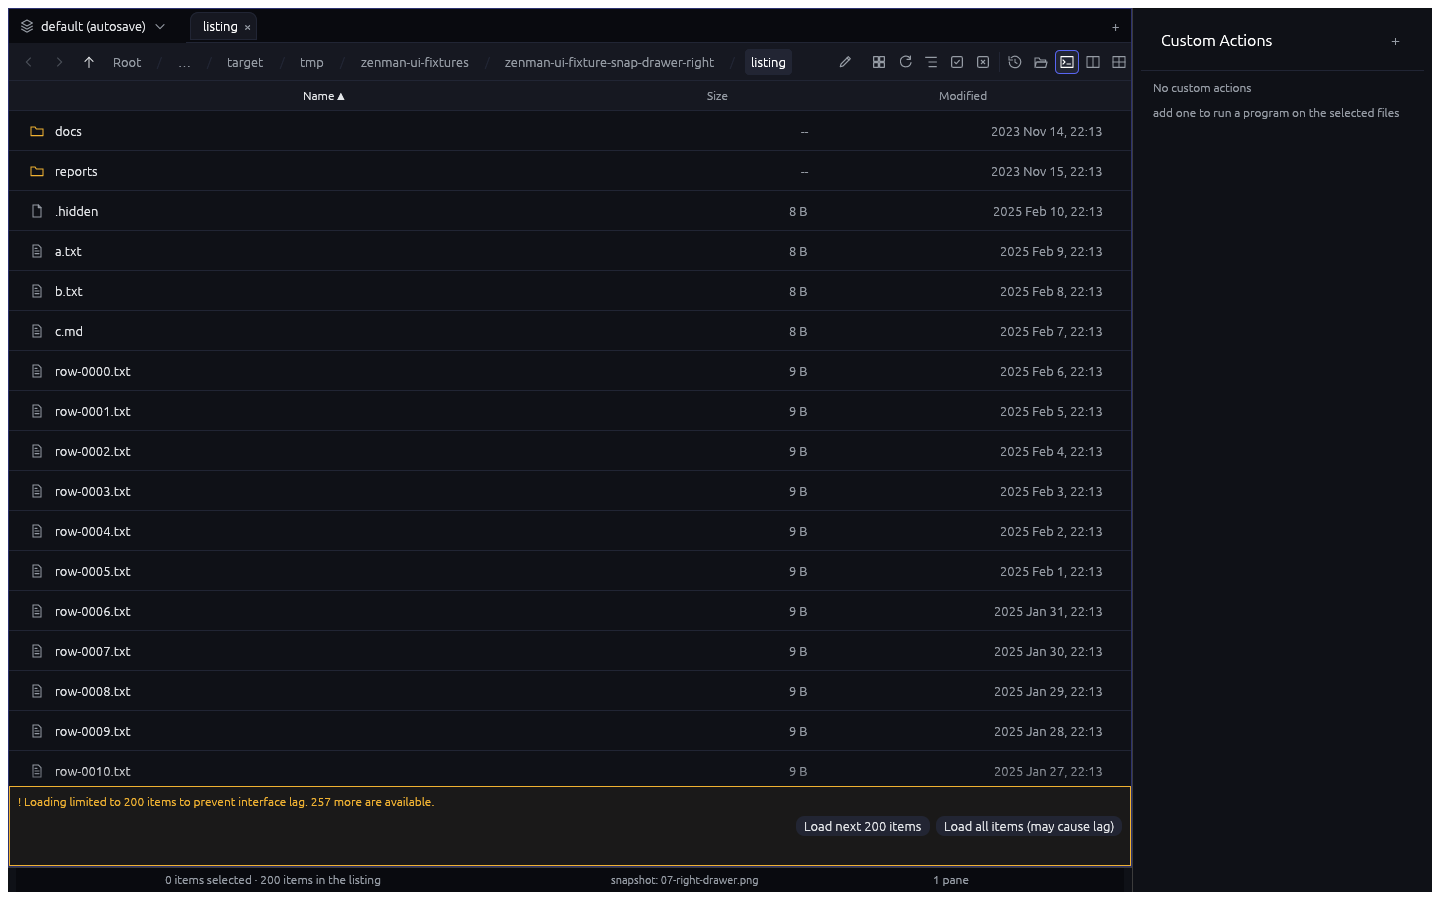 default (autosave)
listing ×
+
Root / ... / target / tmp / zenman-ui-fixtures / zenman-ui-fixture-snap-drawer-right / listing
Name ▲ Size Modified
docs -- 2023 Nov 14, 22:13
reports -- 2023 Nov 15, 22:13
.hidden 8 B 2025 Feb 10, 22:13
a.txt 8 B 2025 Feb 9, 22:13
b.txt 8 B 2025 Feb 8, 22:13
c.md 8 B 2025 Feb 7, 22:13
row-0000.txt 9 B 2025 Feb 6, 22:13
row-0001.txt 9 B 2025 Feb 5, 22:13
row-0002.txt 9 B 2025 Feb 4, 22:13
row-0003.txt 9 B 2025 Feb 3, 22:13
row-0004.txt 9 B 2025 Feb 2, 22:13
row-0005.txt 9 B 2025 Feb 1, 22:13
row-0006.txt 9 B 2025 Jan 31, 22:13
row-0007.txt 9 B 2025 Jan 30, 22:13
row-0008.txt 9 B 2025 Jan 29, 22:13
row-0009.txt 9 B 2025 Jan 28, 22:13
row-0010.txt 9 B 2025 Jan 27, 22:13
! Loading limited to 200 items to prevent interface lag. 257 more are available.
Load next 200 items Load all items (may cause lag)
0 items selected · 200 items in the listing snapshot: 07-right-drawer.png 1 pane
Custom Actions +
No custom actions
add one to run a program on the selected files